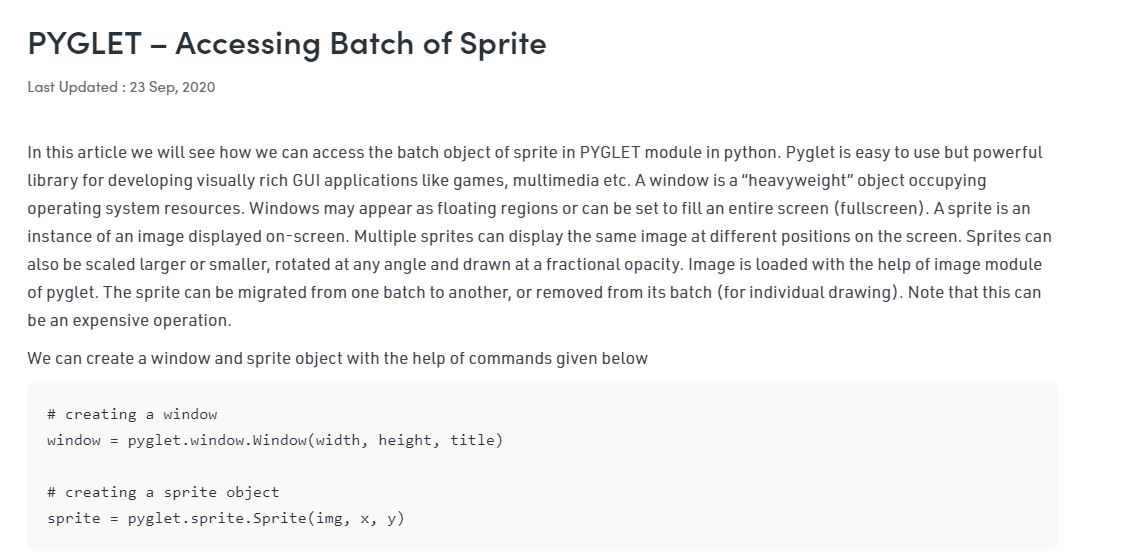 PYGLET – Accessing Batch of Sprite
Last Updated : 23 Sep, 2020
In this article we will see how we can access the batch object of sprite in PYGLET module in python. Pyglet is easy to use but powerful
library for developing visually rich GUI applications like games, multimedia etc. A window is a “heavyweight” object occupying
operating system resources. Windows may appear as floating regions or can be set to fill an entire screen (fullscreen). A sprite is an
instance of an image displayed on-screen. Multiple sprites can display the same image at different positions on the screen. Sprites can
also be scaled larger or smaller, rotated at any angle and drawn at a fractional opacity. Image is loaded with the help of image module
of pyglet. The sprite can be migrated from one batch to another, or removed from its batch (for individual drawing). Note that this can
be an expensive operation.
We can create a window and sprite object with the help of commands given below
# creating a window
window = pyglet.window.Window(width, height, title)
# creating a sprite object
sprite = pyglet.sprite.Sprite(img, x, y)